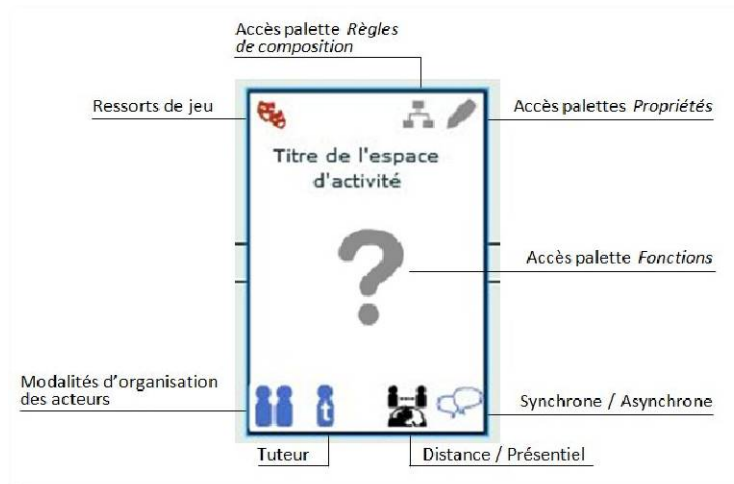 Accès palette Règles
de composition
Ressorts de jeu
Accès palettes Propriétés
Titre de l'espace
d'activité
?
Accès palette Fonctions
Modalités d'organisation
des acteurs
t
Synchrone / Asynchrone
Tuteur
Distance / Présentiel